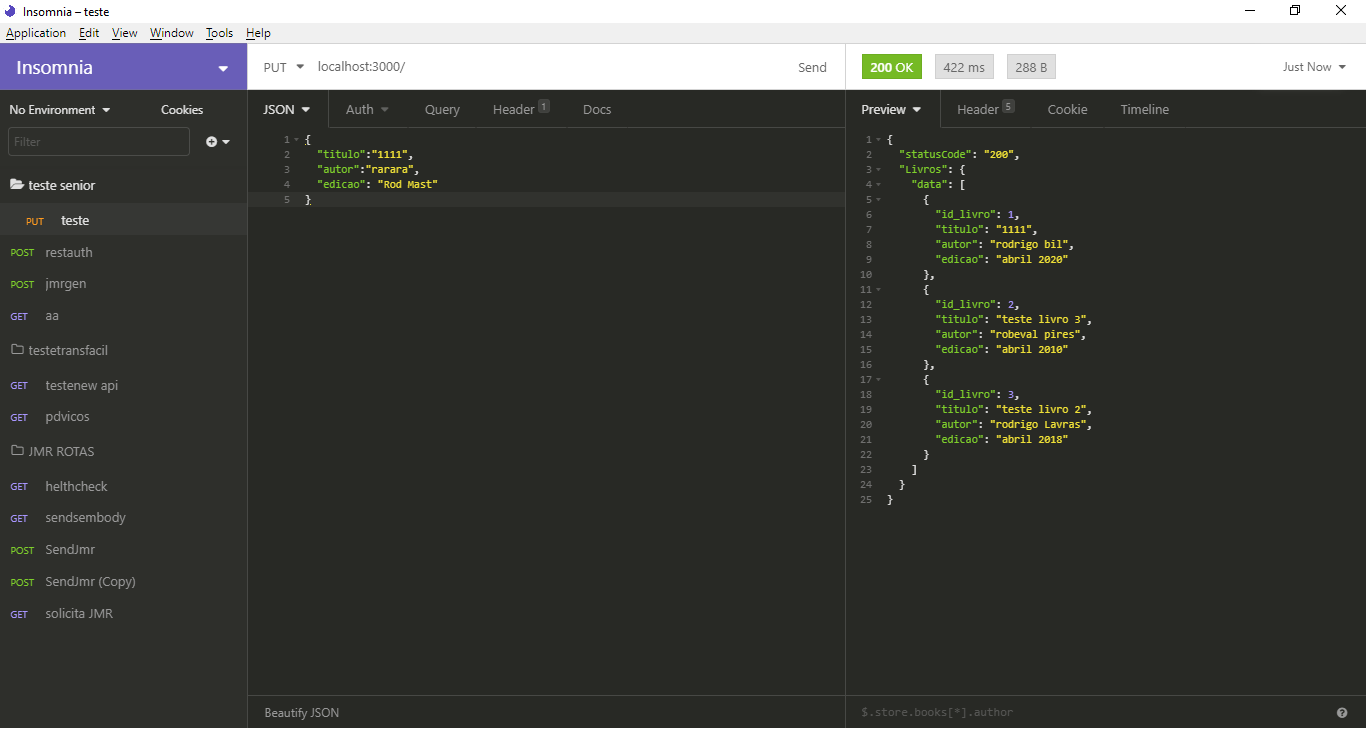 Insomnia – teste
Application Edit View Window Tools Help
Insomnia
PUT localhost:3000/ Send
200 OK 422 ms 288 B Just Now
No Environment Cookies
Filter
teste senior
PUT teste
POST restauth
POST jmrgen
GET aa
testetransfacil
GET testenew api
GET pdvicos
JMR ROTAS
GET helthcheck
GET sendsembody
POST SendJmr
POST SendJmr (Copy)
GET solicita JMR
JSON Auth Query Header 1 Docs
1 {
2 "titulo":"1111",
3 "autor":"rarara",
4 "edicao": "Rod Mast"
5 }
Beautify JSON
Preview Header 5 Cookie Timeline
1 {
2 "statusCode": "200",
3 "Livros": {
4 "data": [
5 {
6 "id_livro": 1,
7 "titulo": "1111",
8 "autor": "rodrigo bil",
9 "edicao": "abril 2020"
10 },
11 {
12 "id_livro": 2,
13 "titulo": "teste livro 3",
14 "autor": "robeval pires",
15 "edicao": "abril 2010"
16 },
17 {
18 "id_livro": 3,
19 "titulo": "teste livro 2",
20 "autor": "rodrigo Lavras",
21 "edicao": "abril 2018"
22 }
23 ]
24 }
25 }
$.store.books[*].author